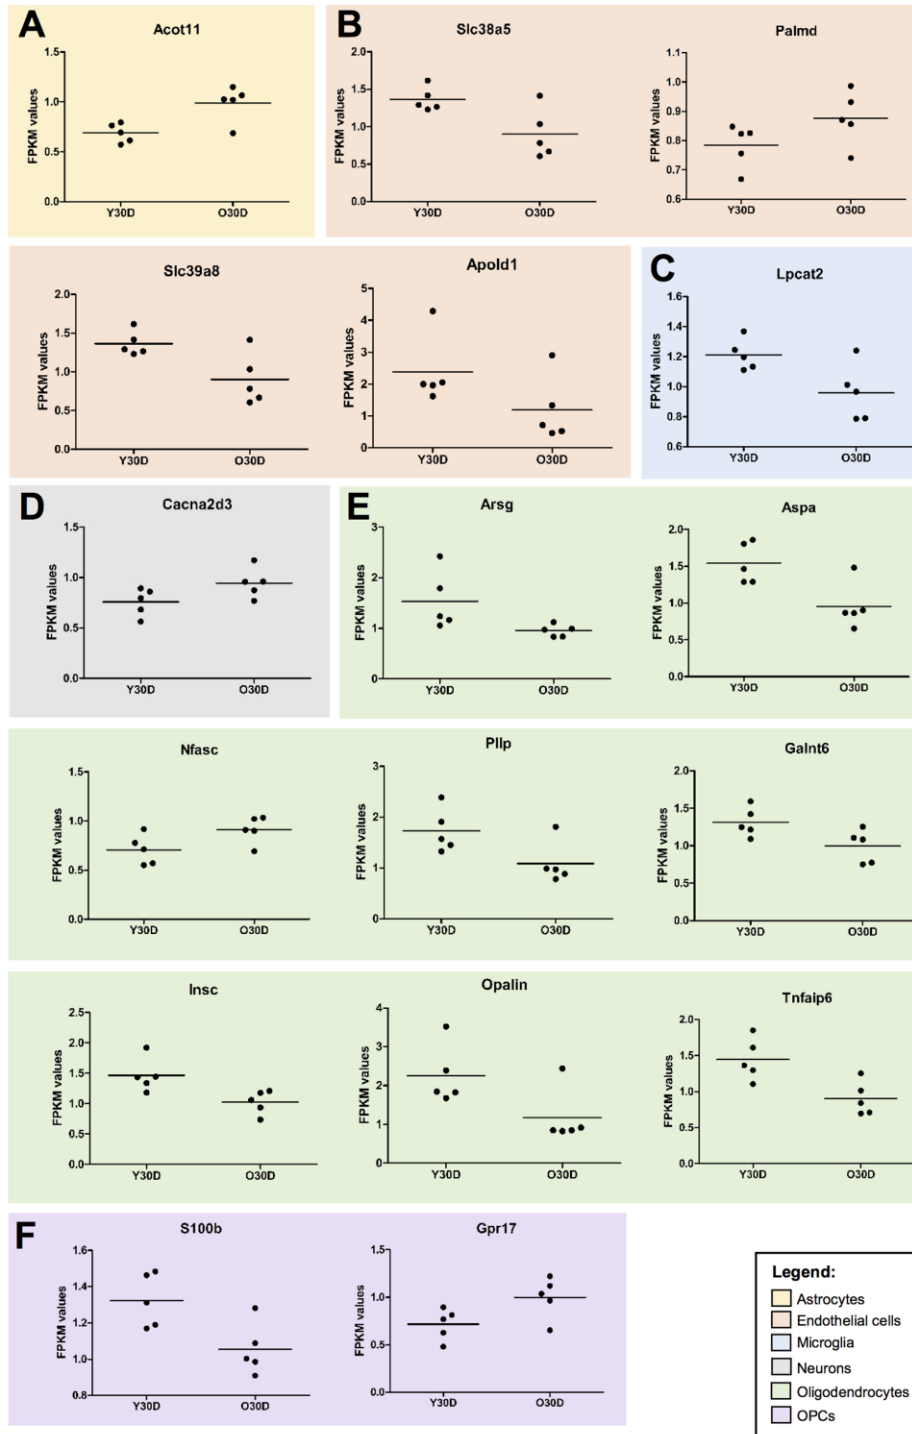 A
Acot11
FPKM values
1.5
1.0
0.5
0.0
Y30D O30D
B
Slc38a5
FPKM values
2.0
1.5
1.0
0.5
0.0
Y30D O30D
Palmd
FPKM values
1.1
1.0
0.9
0.8
0.7
0.6
Y30D O30D
Slc39a8
FPKM values
2.0
1.5
1.0
0.5
0.0
Y30D O30D
Apold1
FPKM values
5
4
3
2
1
0
Y30D O30D
C
Lpcat2
FPKM values
1.6
1.4
1.2
1.0
0.8
0.6
Y30D O30D
D
Cacna2d3
FPKM values
1.5
1.0
0.5
0.0
Y30D O30D
E
Arsg
FPKM values
3
2
1
0
Y30D O30D
Aspa
FPKM values
2.0
1.5
1.0
0.5
0.0
Y30D O30D
Nfasc
FPKM values
1.5
1.0
0.5
0.0
Y30D O30D
Pllp
FPKM values
3
2
1
0
Y30D O30D
Galnt6
FPKM values
2.0
1.5
1.0
0.5
0.0
Y30D O30D
Insc
FPKM values
2.5
2.0
1.5
1.0
0.5
0.0
Y30D O30D
Opalin
FPKM values
4
3
2
1
0
Y30D O30D
Tnfaip6
FPKM values
2.0
1.5
1.0
0.5
0.0
Y30D O30D
F
S100b
FPKM values
1.6
1.4
1.2
1.0
0.8
Y30D O30D
Gpr17
FPKM values
1.5
1.0
0.5
0.0
Y30D O30D
Legend:
Astrocytes
Endothelial cells
Microglia
Neurons
Oligodendrocytes
OPCs